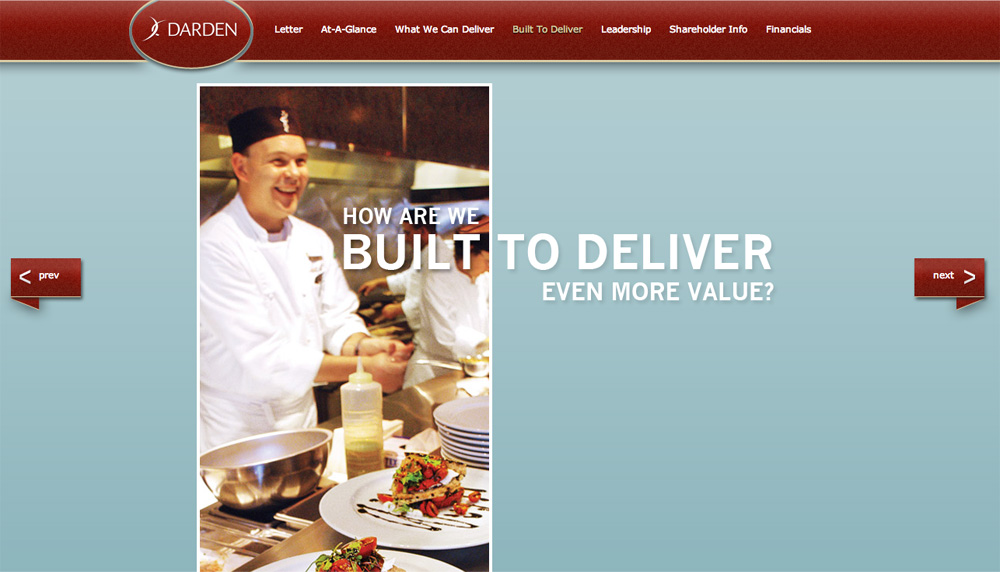 DARDEN
Letter At-A-Glance What We Can Deliver Built To Deliver Leadership Shareholder Info Financials
HOW ARE WE
BUILT TO DELIVER
EVEN MORE VALUE?
< prev
next >